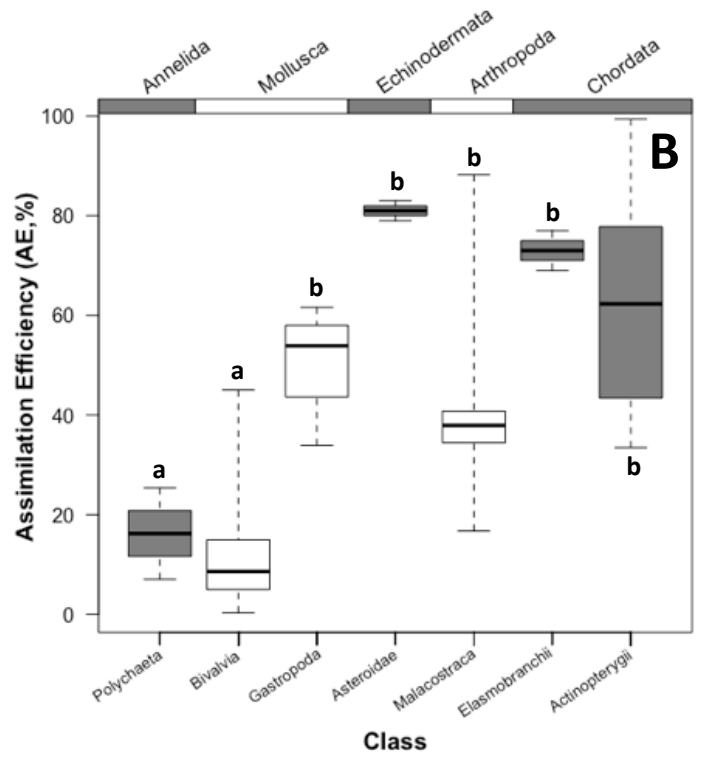 Annelida
Mollusca
Echinodermata
Arthropoda
Chordata
B
Assimilation Efficiency (AE,%)
100
80
60
40
20
0
a
a
b
b
b
b
b
Polychaeta
Bivalvia
Gastropoda
Asteroidae
Malacostraca
Elasmobranchii
Actinopterygii
Class